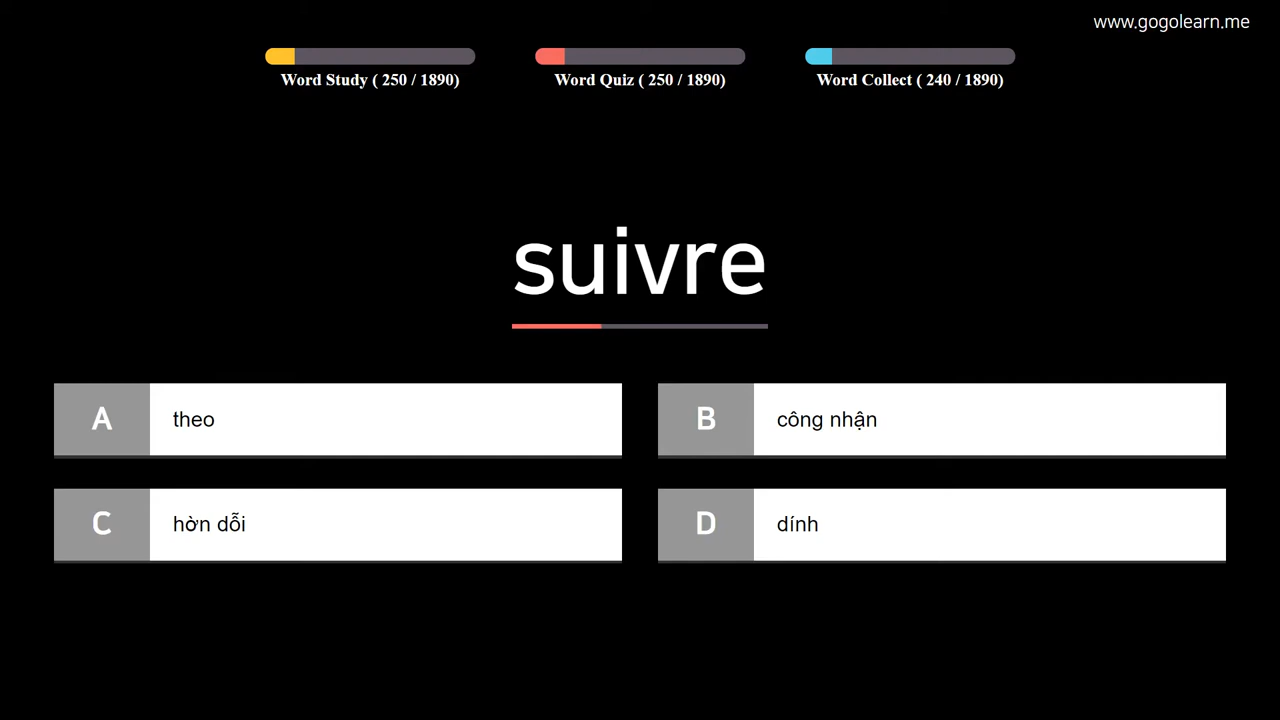 www.gogolearn.me
Word Study ( 250 / 1890)
Word Quiz ( 250 / 1890)
Word Collect ( 240 / 1890)
suivre
A theo
B công nhận
C hờn dỗi
D dính